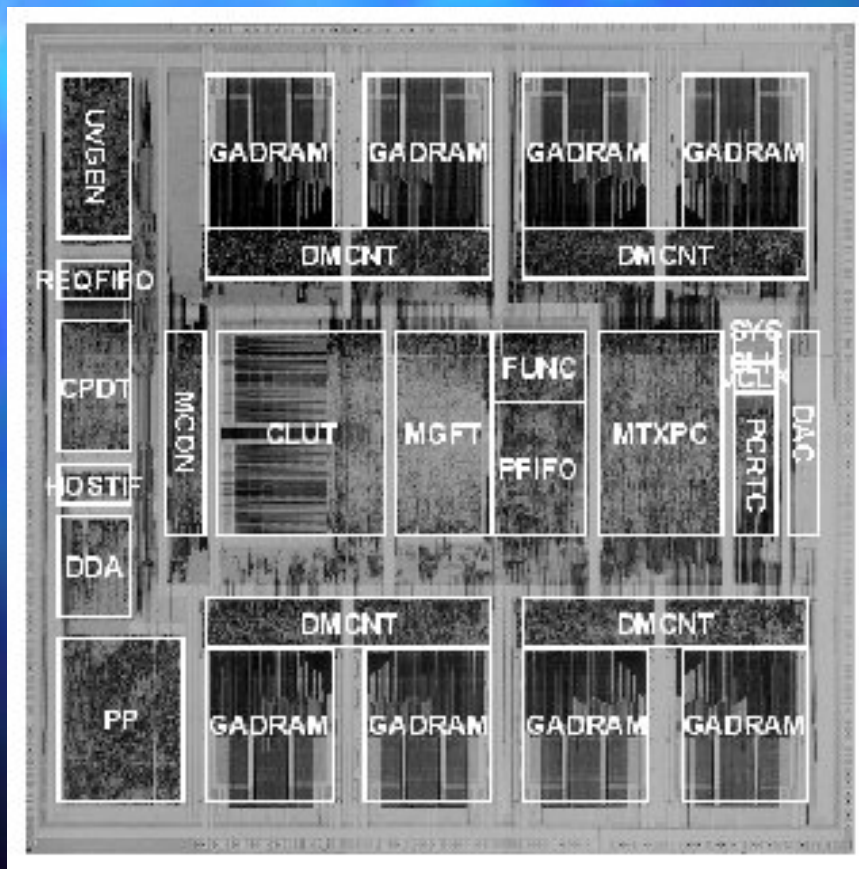 UVGEN
GADRAM
GADRAM
GADRAM
GADRAM
DMCNT
DMCNT
REQFIFO
CPDT
HOSTIF
DDA
PP
MCDN
CLUT
MGFT
FUNC
PFIFO
MTXPC
SYS
PCRTC
DAC
DMCNT
DMCNT
GADRAM
GADRAM
GADRAM
GADRAM